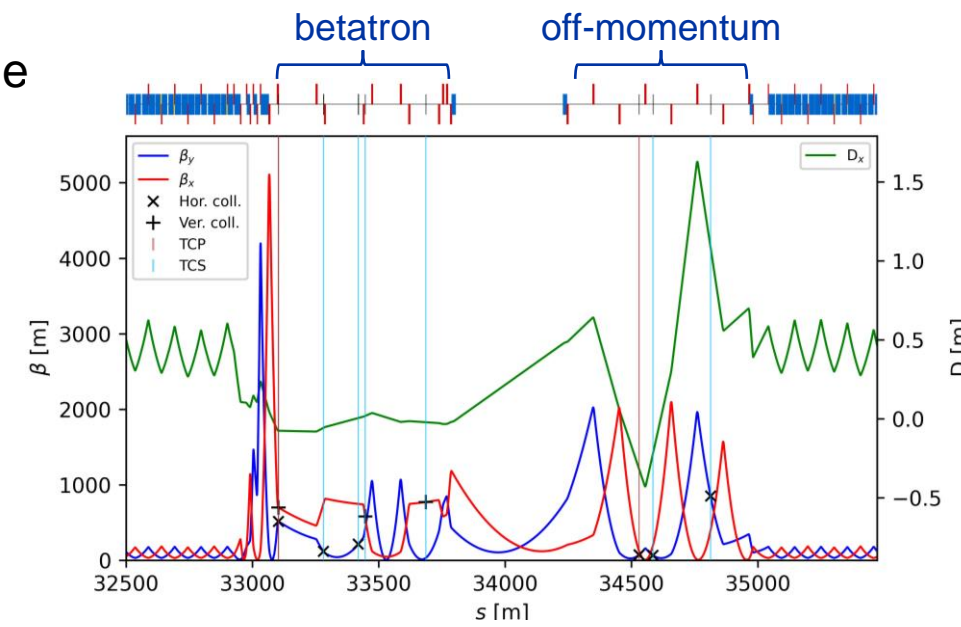 betatron off-momentum
e
β_y
β_x
Hor. coll.
Ver. coll.
TCP
TCS
D_x
5000
4000
3000
2000
1000
0
β [m]
1.5
1.0
0.5
0.0
−0.5
D [m]
32500 33000 33500 34000 34500 35000
s [m]